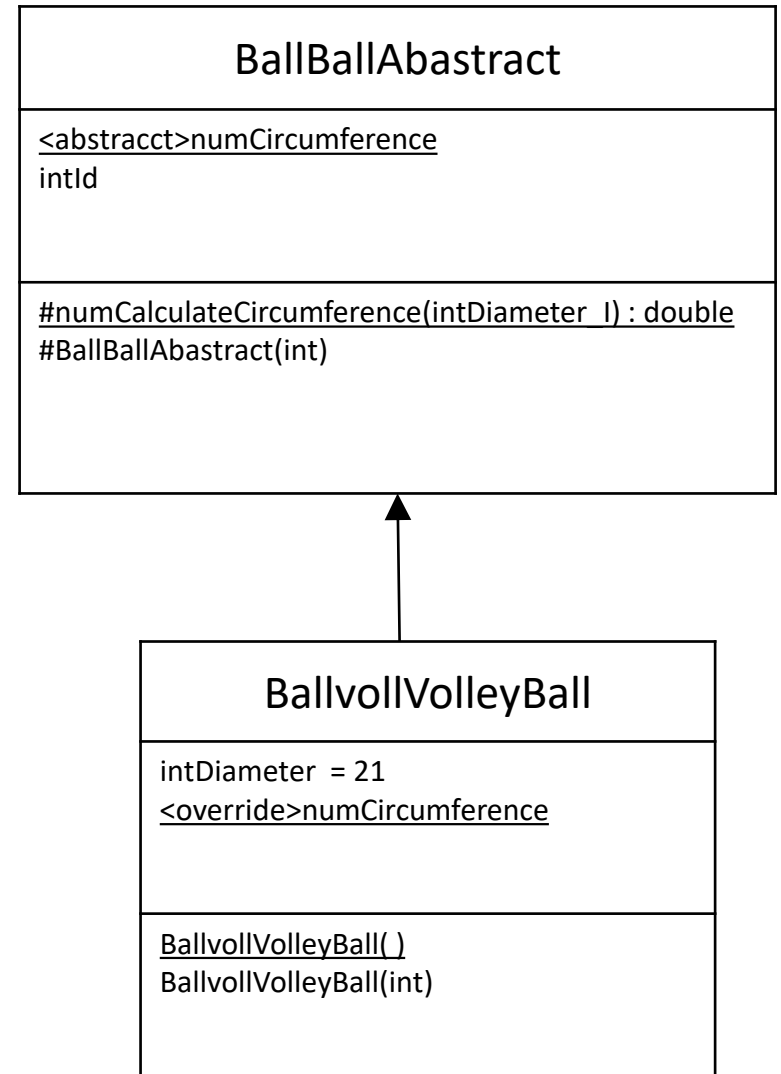 BallBallAbastract
<abstracct>numCircumference
intId
#numCalculateCircumference(intDiameter_I) : double
#BallBallAbastract(int)
BallvollVolleyBall
intDiameter = 21
<override>numCircumference
BallvollVolleyBall( )
BallvollVolleyBall(int)